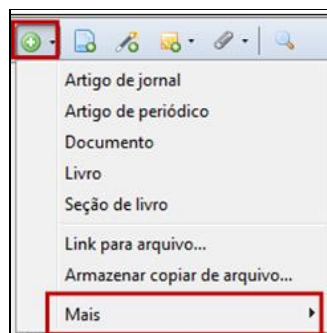 Artigo de jornal
Artigo de periódico
Documento
Livro
Seção de livro
Link para arquivo...
Armazenar copiar de arquivo...
Mais